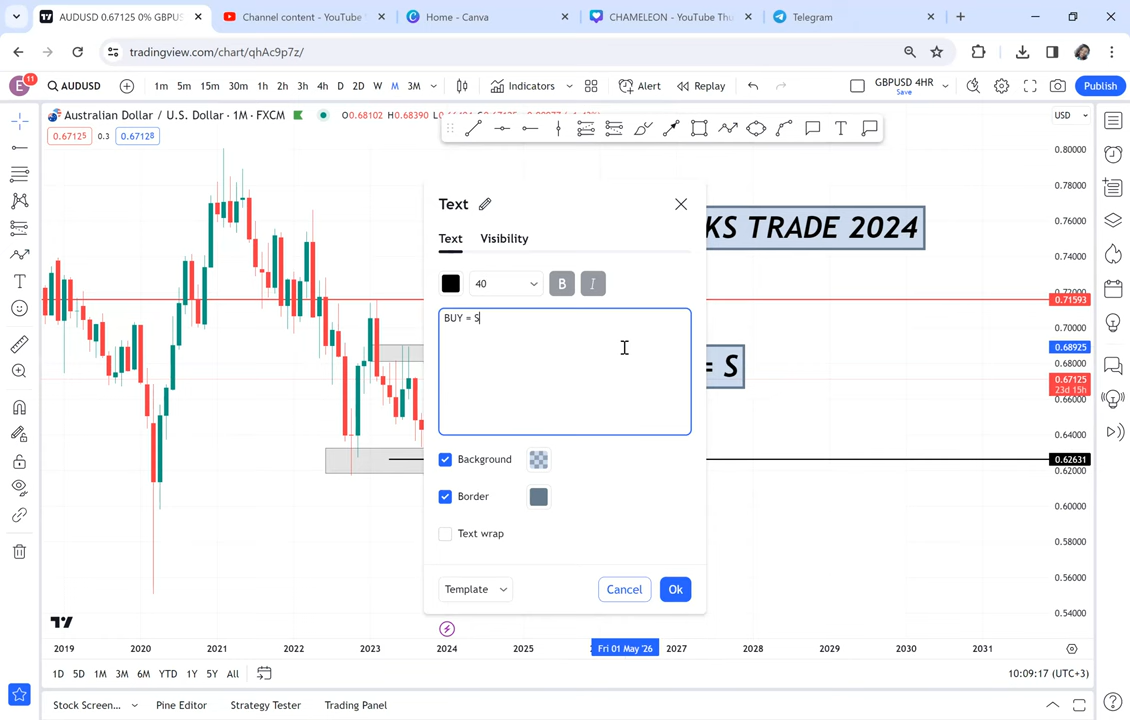 AUDUSD 0.67125 0% GBPUS
Channel content - YouTube
Home - Canva
CHAMELEON - YouTube Thu
Telegram
tradingview.com/chart/qhAc9p7z/
E 11
AUDUSD
1m 5m 15m 30m 1h 2h 3h 4h D 2D W M 3M
Indicators
Alert
Replay
GBPUSD 4HR
Save
Publish
Australian Dollar / U.S. Dollar · 1M · FXCM
O0.68102 H0.68390
USD
0.67125 0.3 0.67128
0.80000
0.78000
0.76000
0.74000
0.72000
0.71593
0.70000
0.68925
0.68000
0.67125
23d 15h
0.66000
0.64000
0.62631
0.62000
0.60000
0.58000
0.56000
0.54000
KS TRADE 2024
= S
Text
Text Visibility
40 B I
BUY = S
Background
Border
Text wrap
Template
Cancel
Ok
2019 2020 2021 2022 2023 2024 2025 Fri 01 May '26 2027 2028 2029 2030 2031
1D 5D 1M 3M 6M YTD 1Y 5Y All
10:09:17 (UTC+3)
Stock Screen... Pine Editor Strategy Tester Trading Panel